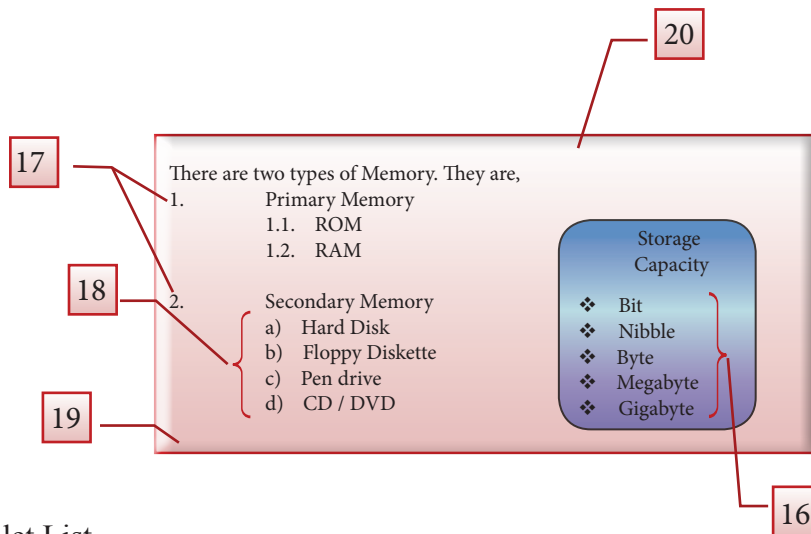 20
17
There are two types of Memory. They are,
1. Primary Memory
1.1. ROM
1.2. RAM
18
2. Secondary Memory
a) Hard Disk
b) Floppy Diskette
c) Pen drive
d) CD / DVD
19
Storage
Capacity
❖ Bit
❖ Nibble
❖ Byte
❖ Megabyte
❖ Gigabyte
16
List